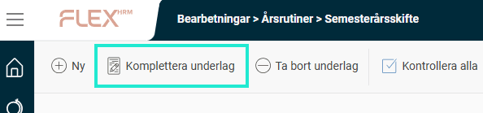 FLEX HRM
Bearbetningar > Årsrutiner > Semesterårsskifte
Ny Komplettera underlag Ta bort underlag Kontrollera alla